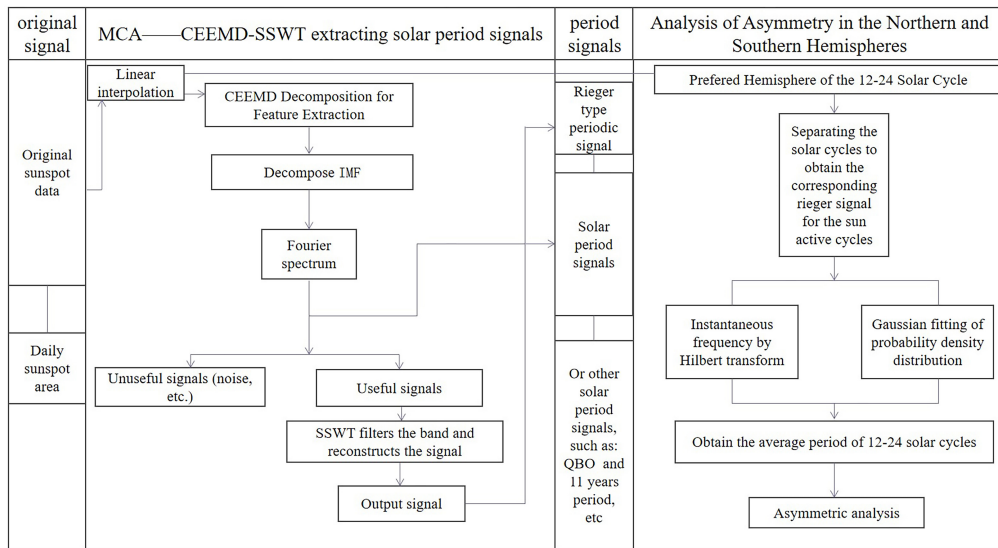 original
signal
MCA——CEEMD-SSWT extracting solar period signals
period
signals
Analysis of Asymmetry in the Northern and
Southern Hemispheres
Original
sunspot
data
Daily
sunspot
area
Linear
interpolation
CEEMD Decomposition for
Feature Extraction
Decompose IMF
Fourier
spectrum
Unuseful signals (noise,
etc.)
Useful signals
SSWT filters the band and
reconstructs the signal
Output signal
Rieger
type
periodic
signal
Solar
period
signals
Or other
solar
period
signals,
such as:
QBO and
11 years
period,
etc
Prefered Hemisphere of the 12-24 Solar Cycle
Separating the
solar cycles to
obtain the
corresponding
rieger signal
for the sun
active cycles
Instantaneous
frequency by
Hilbert transform
Gaussian fitting of
probability density
distribution
Obtain the average period of 12-24 solar cycles
Asymmetric analysis